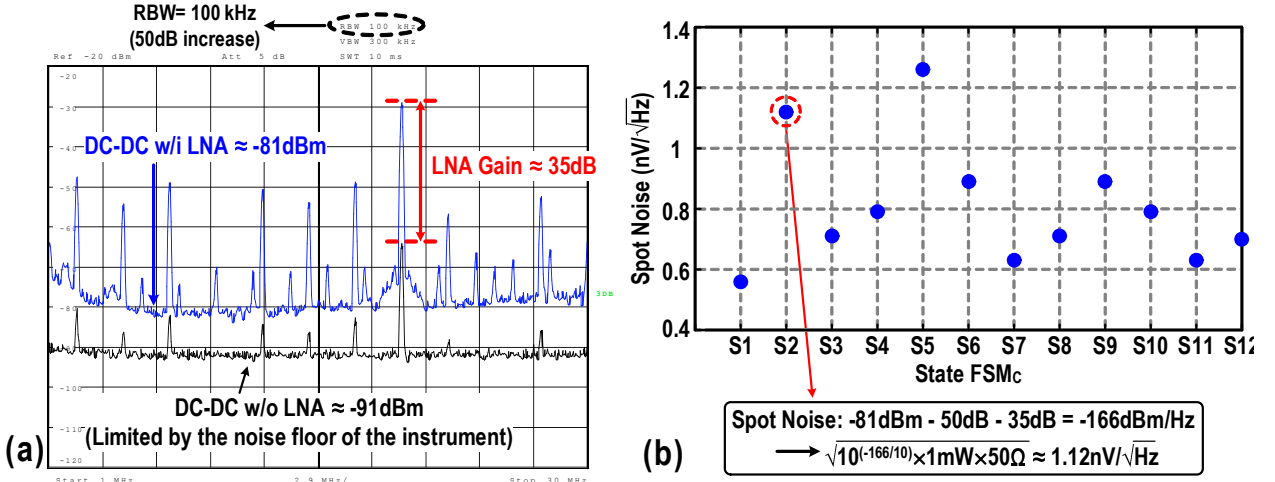 RBW= 100 kHz
(50dB increase)
RBW 100 kHz
VBW 300 kHz
Ref -20 dBm Att 5 dB SWT 10 ms
-20
-30
-40
-50
-60
-70
-80
-90
-100
-110
-120
DC-DC w/i LNA ≈ -81dBm
LNA Gain ≈ 35dB
3DB
DC-DC w/o LNA ≈ -91dBm
(Limited by the noise floor of the instrument)
(a)
Start 1 MHz 2.9 MHz/ Stop 30 MHz
Spot Noise (nV/√Hz)
1.4
1.2
1
0.8
0.6
0.4
S1 S2 S3 S4 S5 S6 S7 S8 S9 S10 S11 S12
State FSMC
(b)
Spot Noise: -81dBm - 50dB - 35dB = -166dBm/Hz
√10(-166/10)×1mW×50Ω ≈ 1.12nV/√Hz